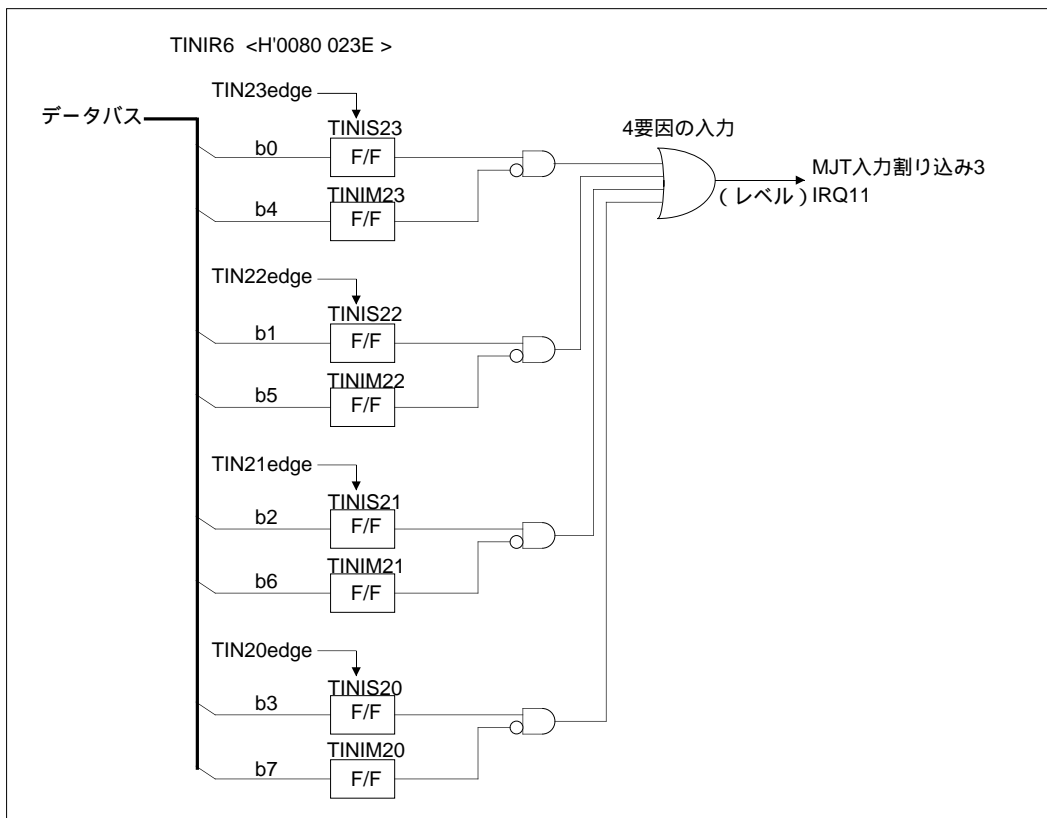 TINIR6 <H'0080 023E >
TIN23edge
データバス
TINIS23
4要因の入力
b0
F/F
MJT入力割り込み3
TINIM23
(レベル)
IRQ11
b4
F/F
TIN22edge
TINIS22
b1
F/F
TINIM22
b5
F/F
TIN21edge
TINIS21
b2
F/F
TINIM21
b6
F/F
TIN20edge
TINIS20
b3
F/F
TINIM20
b7
F/F